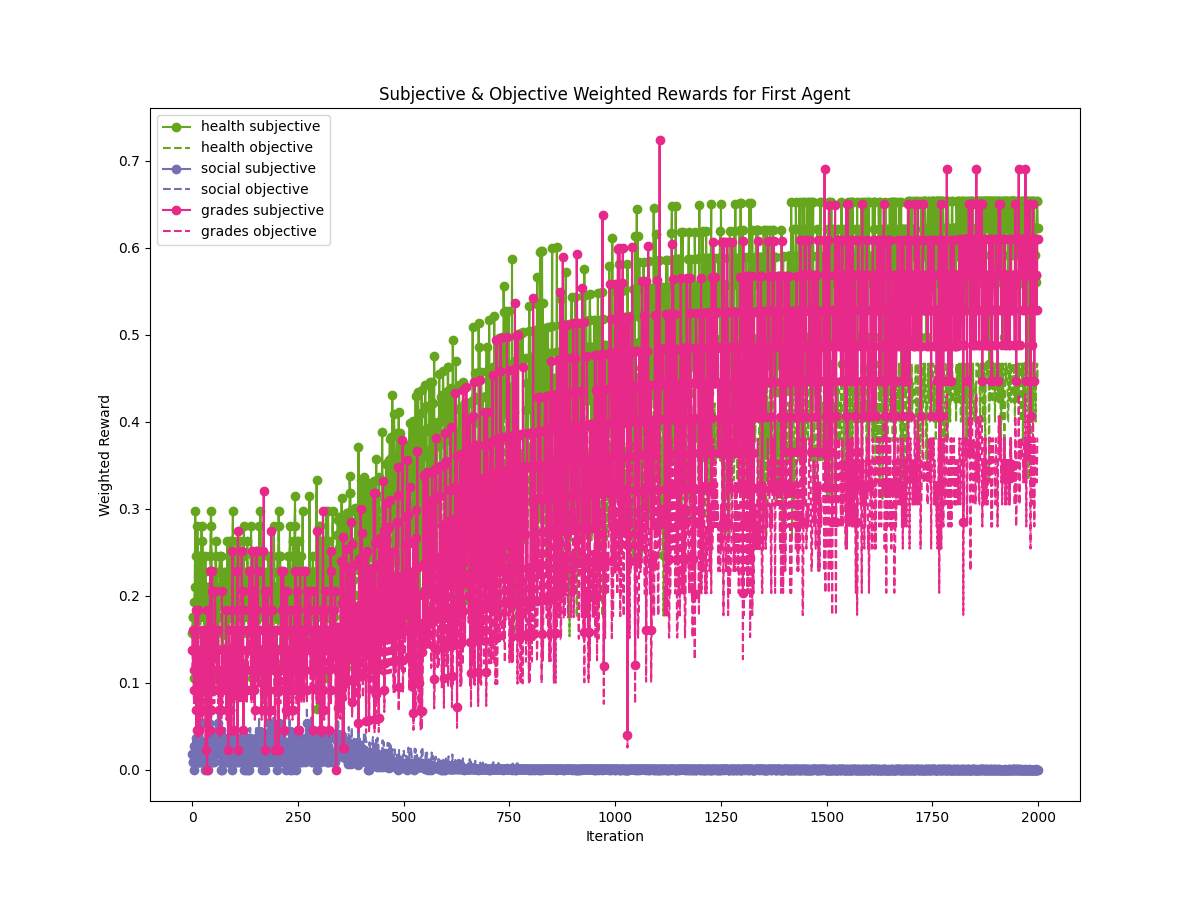 Subjective & Objective Weighted Rewards for First Agent
health subjective
health objective
social subjective
social objective
grades subjective
grades objective
Weighted Reward
0.7
0.6
0.5
0.4
0.3
0.2
0.1
0.0
0 250 500 750 1000 1250 1500 1750 2000
Iteration